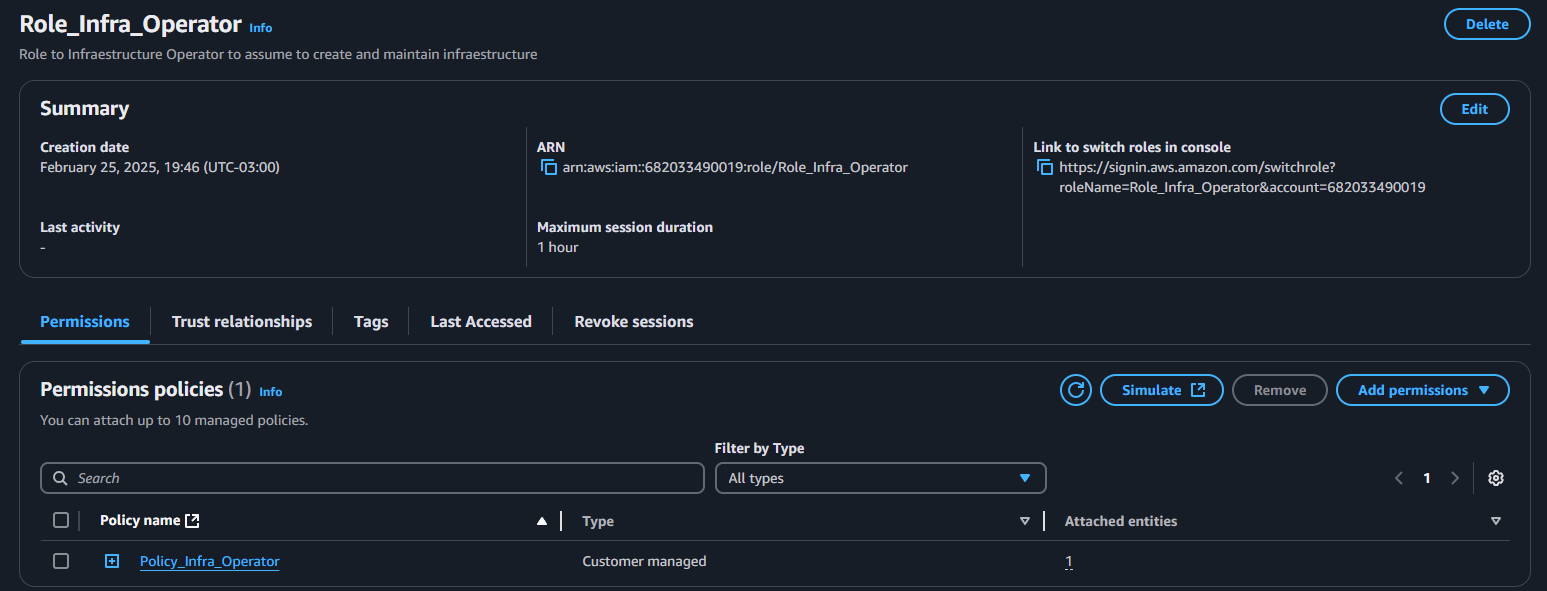 Role_Infra_Operator Info
Delete
Role to Infraestructure Operator to assume to create and maintain infraestructure
Summary
Edit
Creation date
February 25, 2025, 19:46 (UTC-03:00)
ARN
arn:aws:iam::682033490019:role/Role_Infra_Operator
Link to switch roles in console
https://signin.aws.amazon.com/switchrole?
roleName=Role_Infra_Operator&account=682033490019
Last activity
-
Maximum session duration
1 hour
Permissions
Trust relationships
Tags
Last Accessed
Revoke sessions
Permissions policies (1) Info
Simulate
Remove
Add permissions
You can attach up to 10 managed policies.
Filter by Type
Search
All types
1
Policy name
Type
Attached entities
Policy_Infra_Operator
Customer managed
1